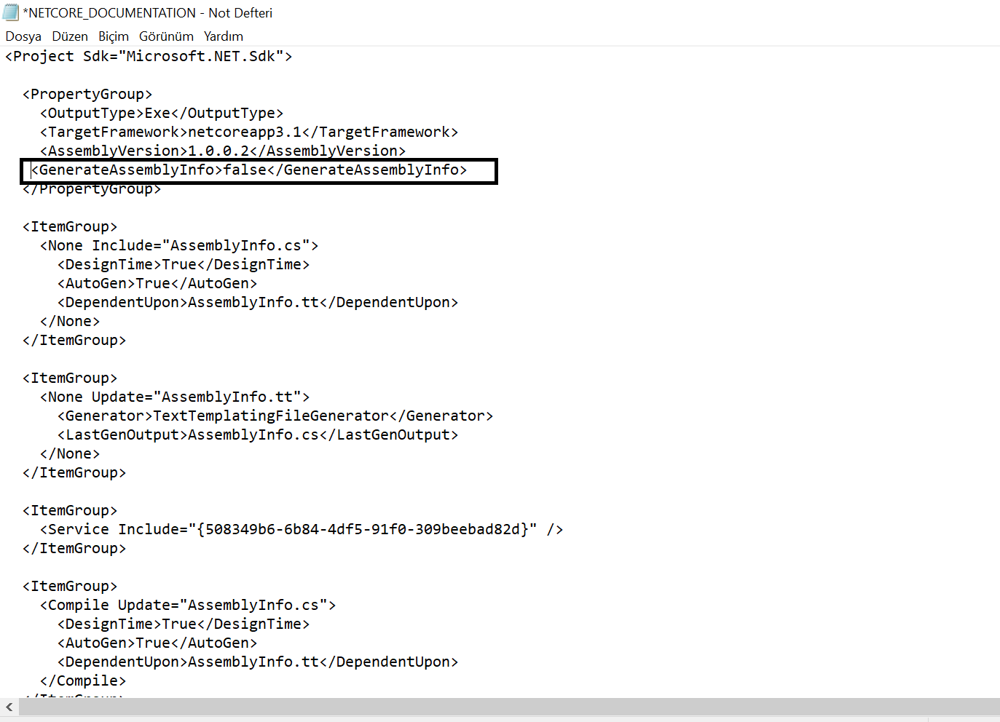 *NETCORE_DOCUMENTATION - Not Defteri
Dosya Düzen Biçim Görünüm Yardım
<Project Sdk="Microsoft.NET.Sdk">
<PropertyGroup>
<OutputType>Exe</OutputType>
<TargetFramework>netcoreapp3.1</TargetFramework>
<AssemblyVersion>1.0.0.2</AssemblyVersion>
<GenerateAssemblyInfo>false</GenerateAssemblyInfo>
</PropertyGroup>
<ItemGroup>
<None Include="AssemblyInfo.cs">
<DesignTime>True</DesignTime>
<AutoGen>True</AutoGen>
<DependentUpon>AssemblyInfo.tt</DependentUpon>
</None>
</ItemGroup>
<ItemGroup>
<None Update="AssemblyInfo.tt">
<Generator>TextTemplatingFileGenerator</Generator>
<LastGenOutput>AssemblyInfo.cs</LastGenOutput>
</None>
</ItemGroup>
<ItemGroup>
<Service Include="{508349b6-6b84-4df5-91f0-309beebad82d}" />
</ItemGroup>
<ItemGroup>
<Compile Update="AssemblyInfo.cs">
<DesignTime>True</DesignTime>
<AutoGen>True</AutoGen>
<DependentUpon>AssemblyInfo.tt</DependentUpon>
</Compile>
</ItemGroup>